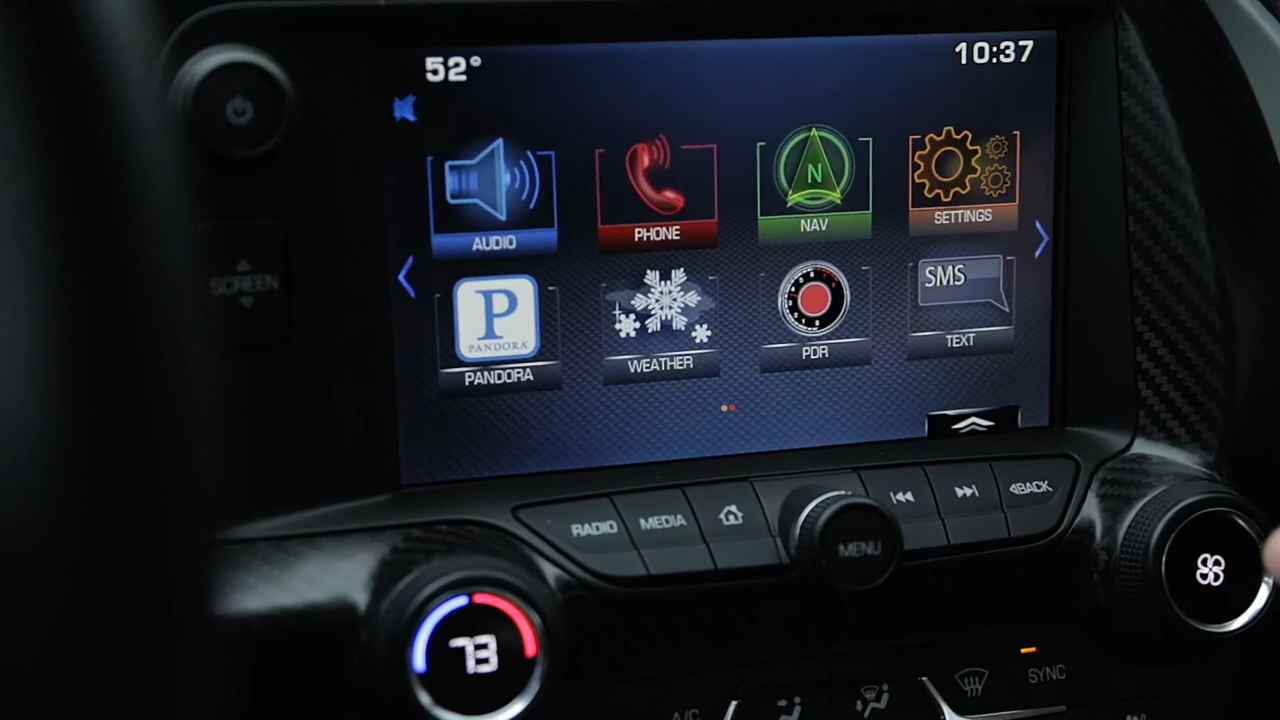 52°
10:37
AUDIO
PHONE
N
NAV
SETTINGS
SCREEN
P
PANDORA
PANDORA
WEATHER
PDR
SMS
TEXT
RADIO
MEDIA
MENU
BACK
73
SYNC
A/C